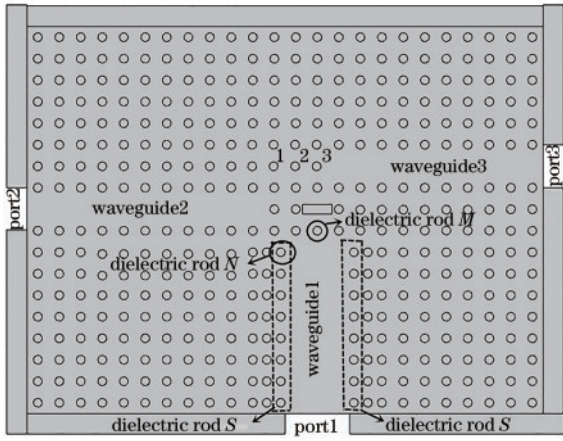 1 2 3
waveguide3
port3
port2
waveguide2
dielectric rod M
dielectric rod N
waveguide1
dielectric rod S
port1
dielectric rod S